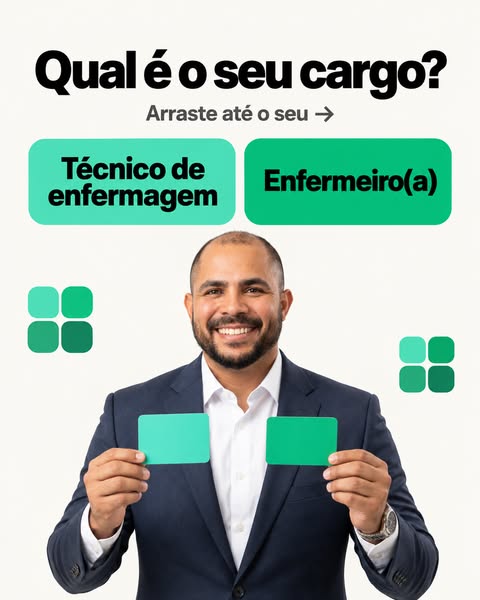 Qual é o seu cargo?
Arraste até o seu →
Técnico de
enfermagem
Enfermeiro(a)